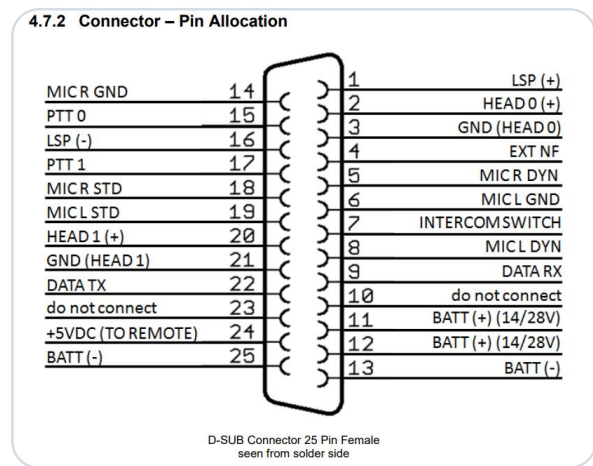 4.7.2 Connector – Pin Allocation
MIC R GND 14
PTT 0 15
LSP (-) 16
PTT 1 17
MIC R STD 18
MIC L STD 19
HEAD 1 (+) 20
GND (HEAD 1) 21
DATA TX 22
do not connect 23
+5VDC (TO REMOTE) 24
BATT (-) 25
1 LSP (+)
2 HEAD 0 (+)
3 GND (HEAD 0)
4 EXT NF
5 MIC R DYN
6 MIC L GND
7 INTERCOM SWITCH
8 MIC L DYN
9 DATA RX
10 do not connect
11 BATT (+) (14/28V)
12 BATT (+) (14/28V)
13 BATT (-)
D-SUB Connector 25 Pin Female
seen from solder side